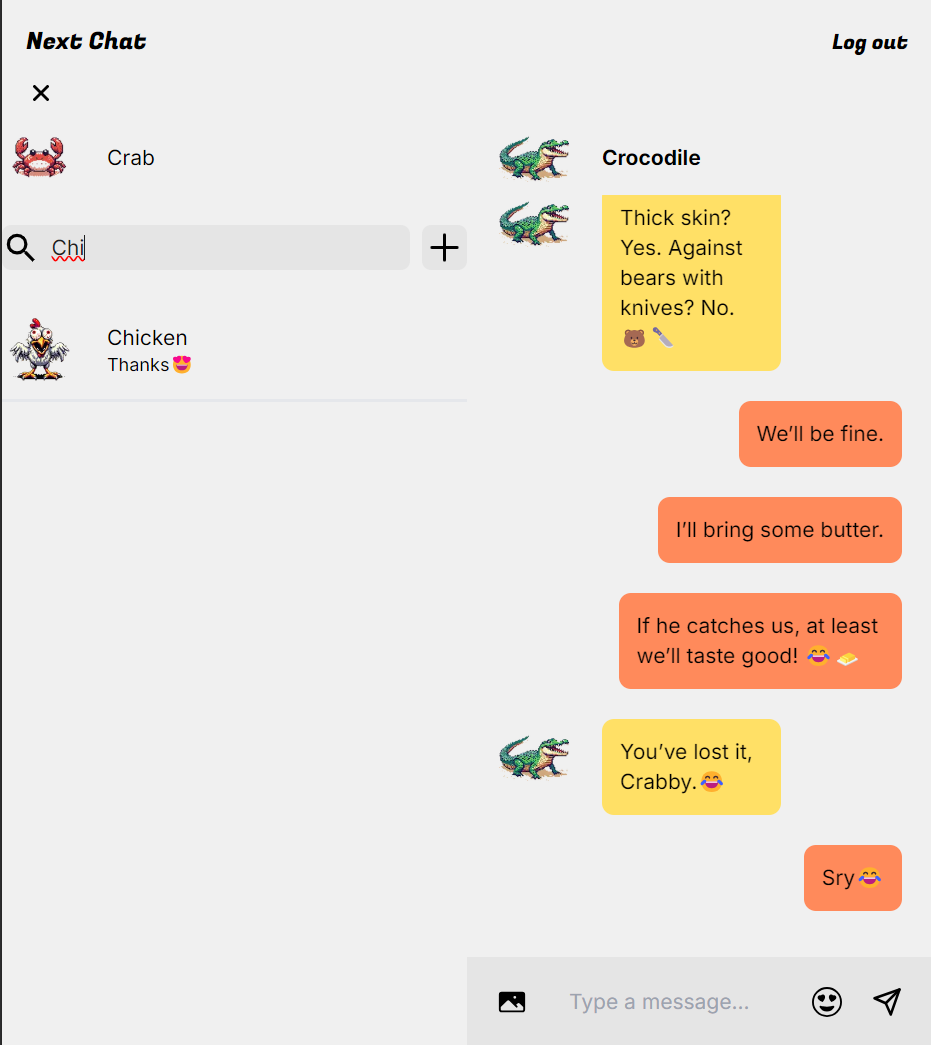 Next Chat
Log out
Crab
Chi
Chicken
Thanks😍
Crocodile
Thick skin?
Yes. Against
bears with
knives? No.
🐻🔪
We’ll be fine.
I’ll bring some butter.
If he catches us, at least
we’ll taste good! 😂 🧈
You’ve lost it,
Crabby.😂
Sry😂
Type a message...